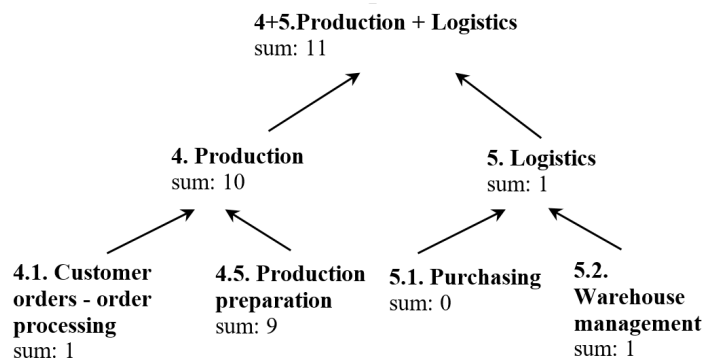 4+5.Production + Logistics
sum: 11
4. Production
sum: 10
5. Logistics
sum: 1
4.1. Customer
orders - order
processing
sum: 1
4.5. Production
preparation
sum: 9
5.1. Purchasing
sum: 0
5.2.
Warehouse
management
sum: 1